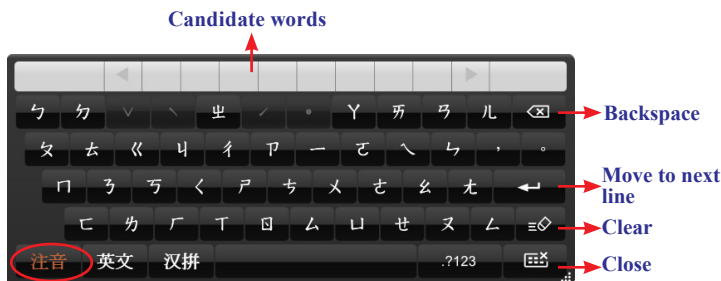 Candidate words
ㄅ ㄉ ˇ ˋ ㄓ ˊ ˙ ㄚ ㄞ ㄢ ㄦ
Backspace
ㄆ ㄊ ㄍ ㄐ ㄔ ㄗ ㄧ ㄛ ㄟ ㄣ , 。
ㄇ ㄋ ㄎ ㄑ ㄕ ㄘ ㄨ ㄜ ㄠ ㄤ
Move to next
line
ㄈ ㄌ ㄏ ㄒ ㄖ ㄙ ㄩ ㄝ ㄡ ㄥ
Clear
注音 英文 汉拼 .?123
Close